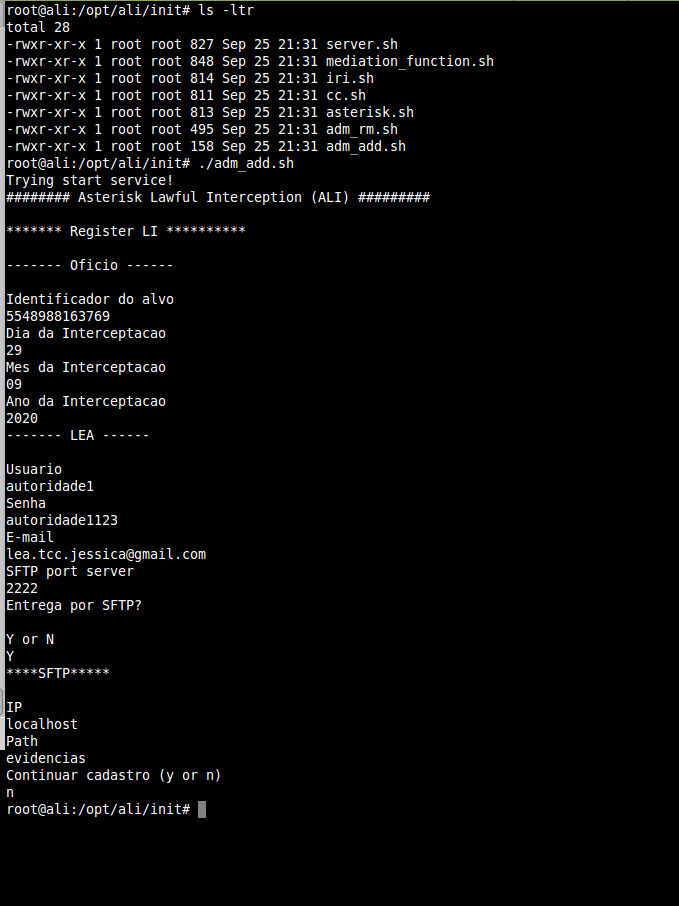 root@ali:/opt/ali/init# ls -ltr
total 28
-rwxr-xr-x 1 root root 827 Sep 25 21:31 server.sh
-rwxr-xr-x 1 root root 848 Sep 25 21:31 mediation_function.sh
-rwxr-xr-x 1 root root 814 Sep 25 21:31 iri.sh
-rwxr-xr-x 1 root root 811 Sep 25 21:31 cc.sh
-rwxr-xr-x 1 root root 813 Sep 25 21:31 asterisk.sh
-rwxr-xr-x 1 root root 495 Sep 25 21:31 adm_rm.sh
-rwxr-xr-x 1 root root 158 Sep 25 21:31 adm_add.sh
root@ali:/opt/ali/init# ./adm_add.sh
Trying start service!
######## Asterisk Lawful Interception (ALI) #########
******* Register LI **********
------- Oficio ------
Identificador do alvo
5548988163769
Dia da Interceptacao
29
Mes da Interceptacao
09
Ano da Interceptacao
2020
------- LEA ------
Usuario
autoridade1
Senha
autoridade1123
E-mail
lea.tcc.jessica@gmail.com
SFTP port server
2222
Entrega por SFTP?
Y or N
Y
****SFTP*****
IP
localhost
Path
evidencias
Continuar cadastro (y or n)
n
root@ali:/opt/ali/init#